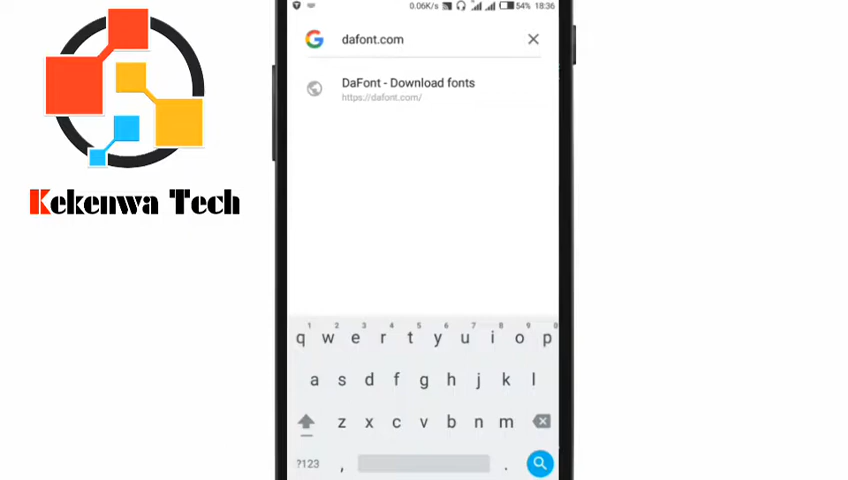 0.06K/s 54% 18:36
dafont.com
DaFont - Download fonts
https://dafont.com/
Kekenwa Tech
1 2 3 4 5 6 7 8 9 0
q w e r t y u i o p
a s d f g h j k l
z x c v b n m
?123 , .